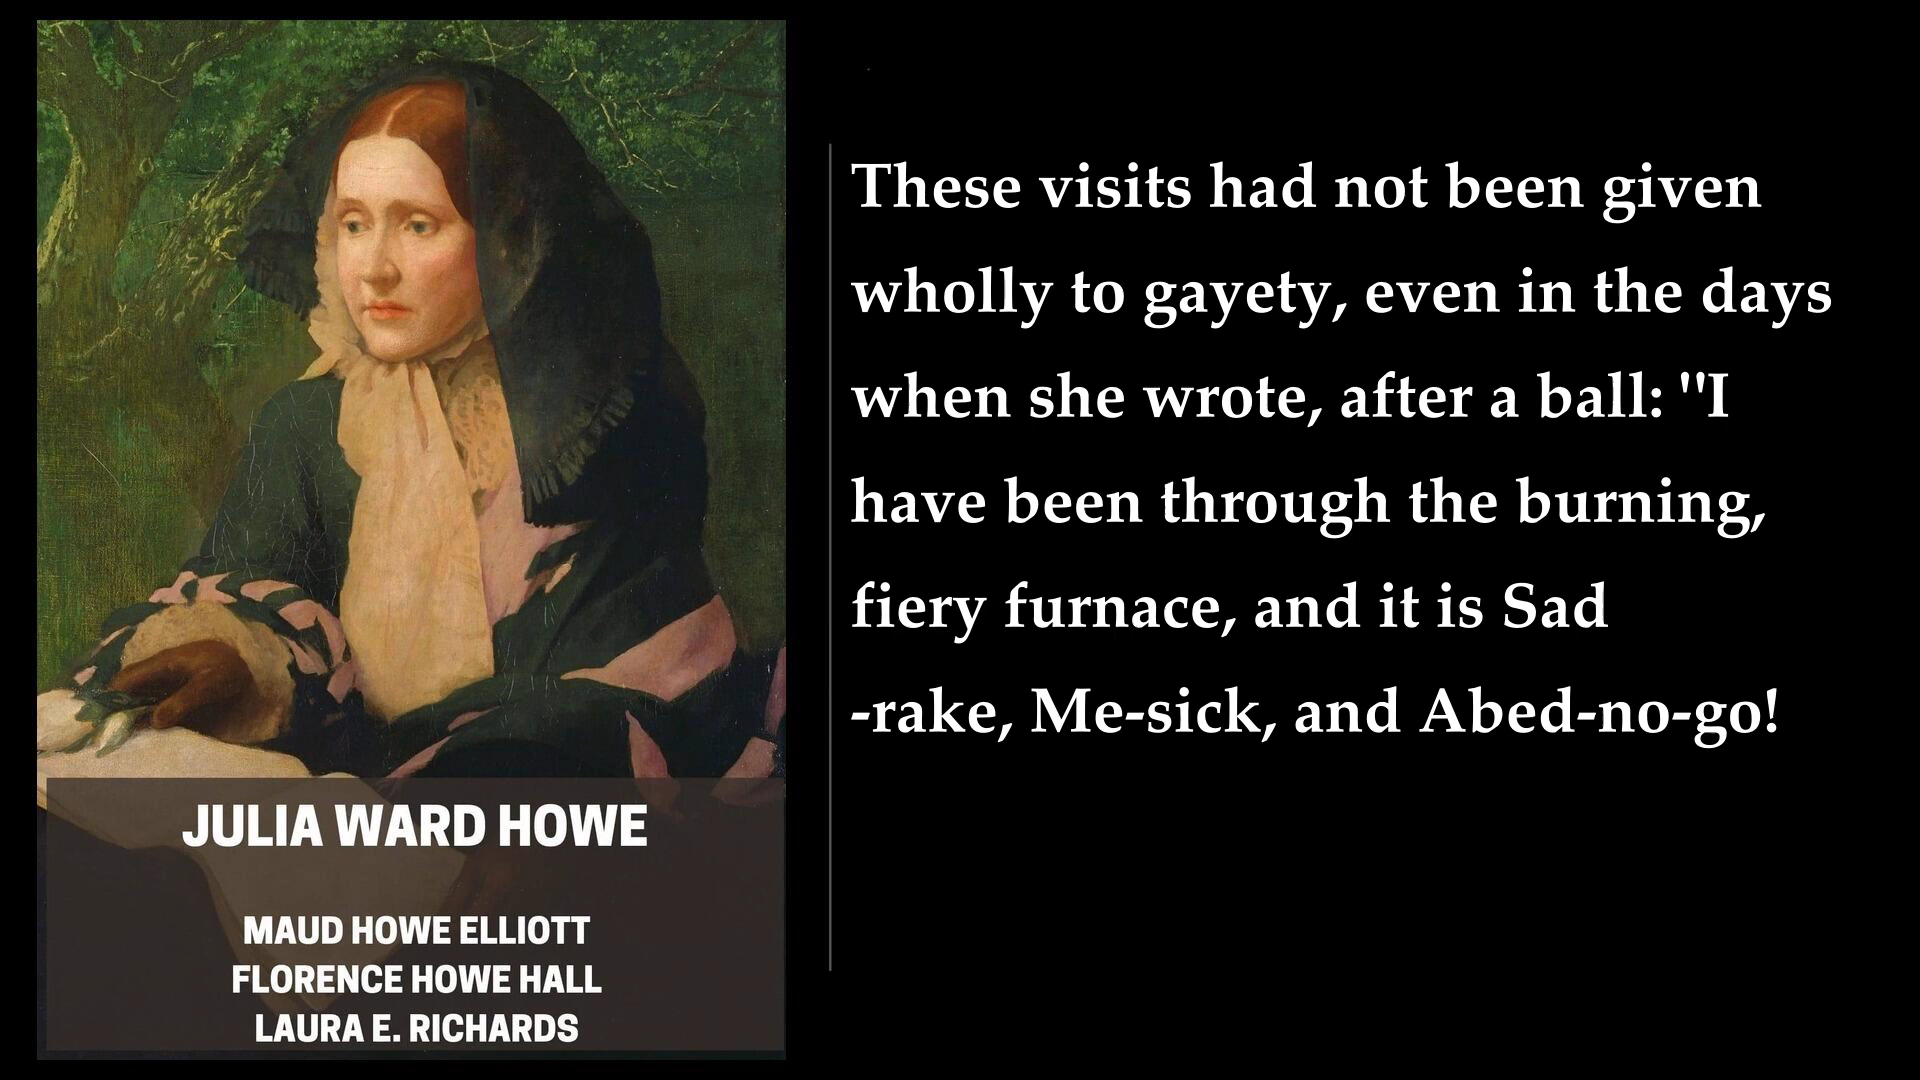 JULIA WARD HOWE
MAUD HOWE ELLIOTT
FLORENCE HOWE HALL
LAURA E. RICHARDS
These visits had not been given
wholly to gayety, even in the days
when she wrote, after a ball: "I
have been through the burning,
fiery furnace, and it is Sad
-rake, Me-sick, and Abed-no-go!